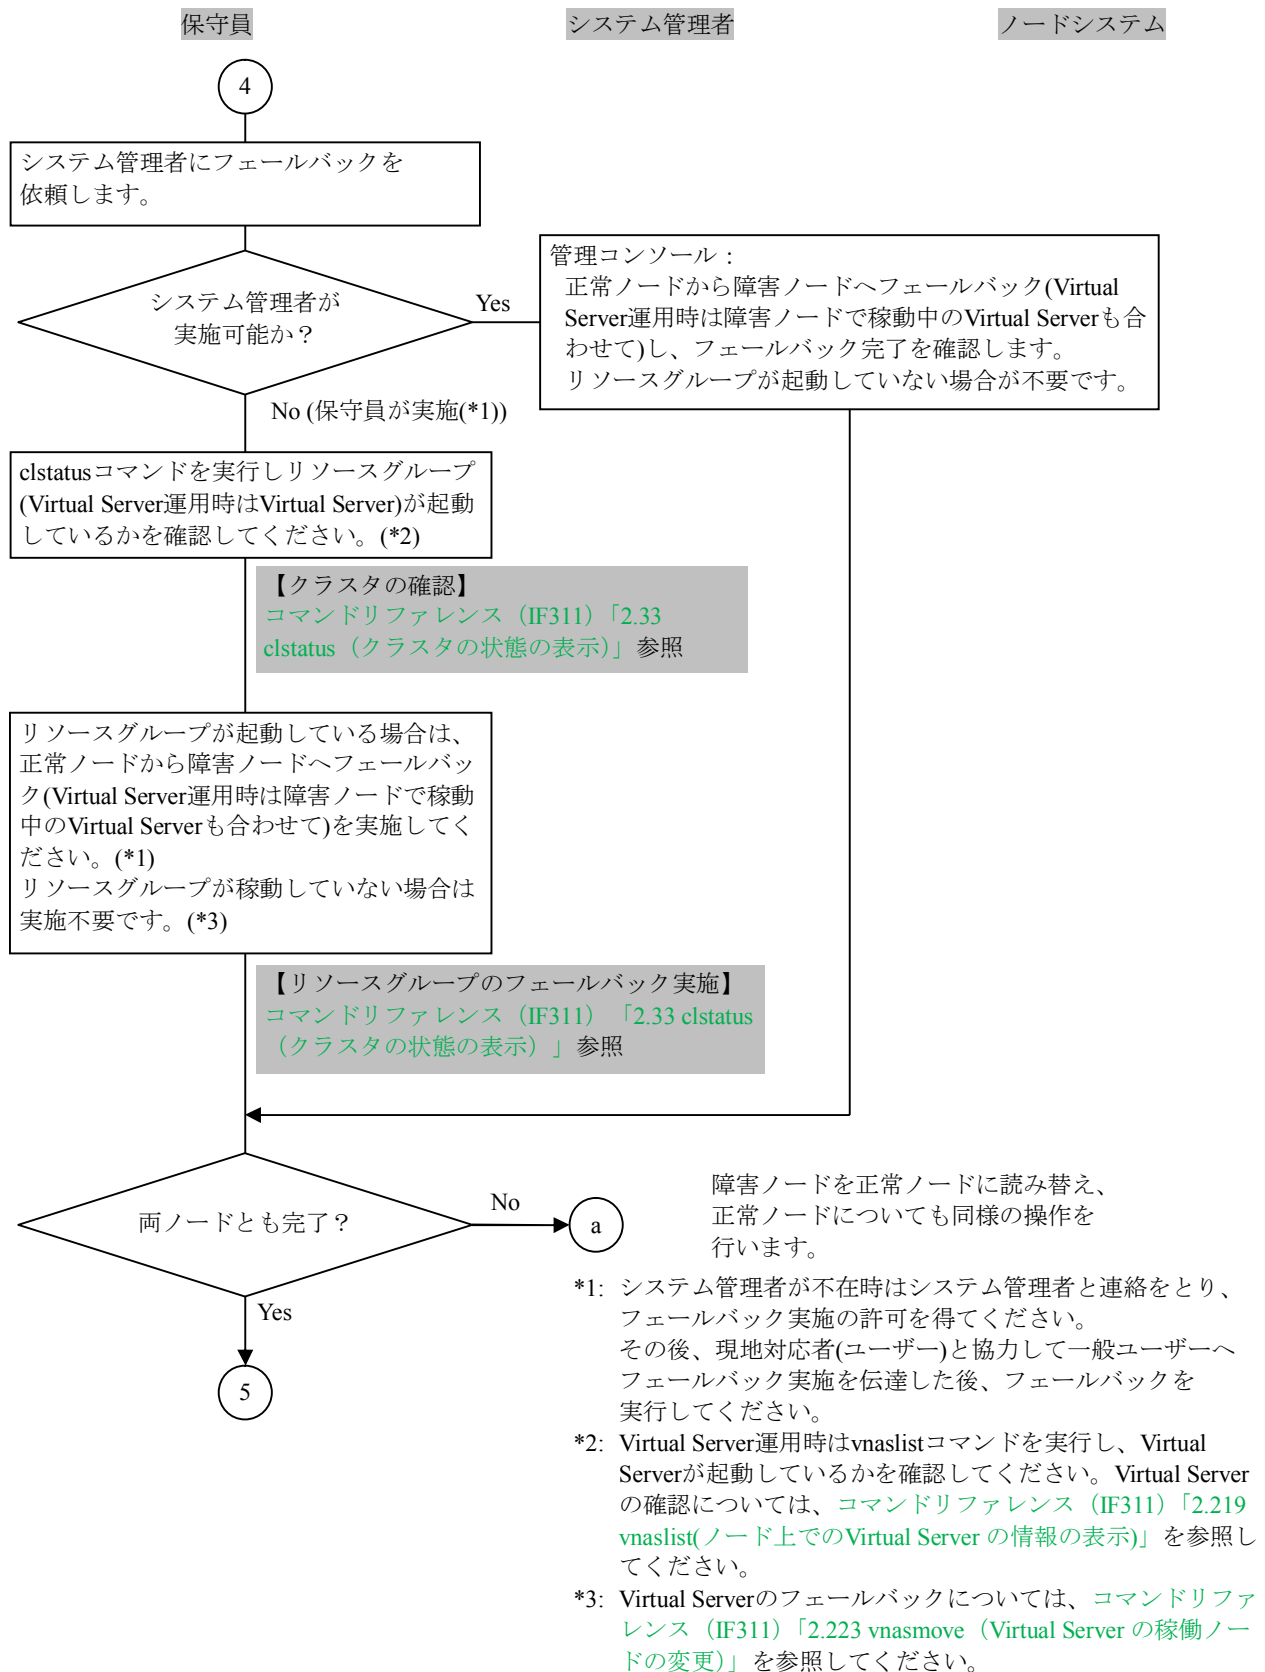 保守員
システム管理者
ノードシステム
4
システム管理者にフェールバックを
依頼します。
システム管理者が
実施可能か？
Yes
管理コンソール：
正常ノードから障害ノードへフェールバック(Virtual
Server運用時は障害ノードで稼動中のVirtual Serverも合
わせて)し、フェールバック完了を確認します。
リソースグループが起動していない場合が不要です。
No (保守員が実施(*1))
clstatusコマンドを実行しリソースグループ
(Virtual Server運用時はVirtual Server)が起動
しているかを確認してください。(*2)
【クラスタの確認】
コマンドリファレンス（IF311）「2.33
clstatus（クラスタの状態の表示）」参照
リソースグループが起動している場合は、
正常ノードから障害ノードへフェールバッ
ク(Virtual Server運用時は障害ノードで稼動
中のVirtual Serverも合わせて)を実施してく
ださい。(*1)
リソースグループが稼動していない場合は
実施不要です。(*3)
【リソースグループのフェールバック実施】
コマンドリファレンス（IF311）「2.33 clstatus
（クラスタの状態の表示）」参照
両ノードとも完了？
No
a
障害ノードを正常ノードに読み替え、
正常ノードについても同様の操作を
行います。
Yes
5
*1: システム管理者が不在時はシステム管理者と連絡をとり、
フェールバック実施の許可を得てください。
その後、現地対応者(ユーザー)と協力して一般ユーザーへ
フェールバック実施を伝達した後、フェールバックを
実行してください。
*2: Virtual Server運用時はvnaslistコマンドを実行し、Virtual
Serverが起動しているかを確認してください。Virtual Server
の確認については、コマンドリファレンス（IF311）「2.219
vnaslist(ノード上でのVirtual Server の情報の表示)」を参照し
てください。
*3: Virtual Serverのフェールバックについては、コマンドリファ
レンス（IF311）「2.223 vnasmove（Virtual Server の稼働ノー
ドの変更）」を参照してください。